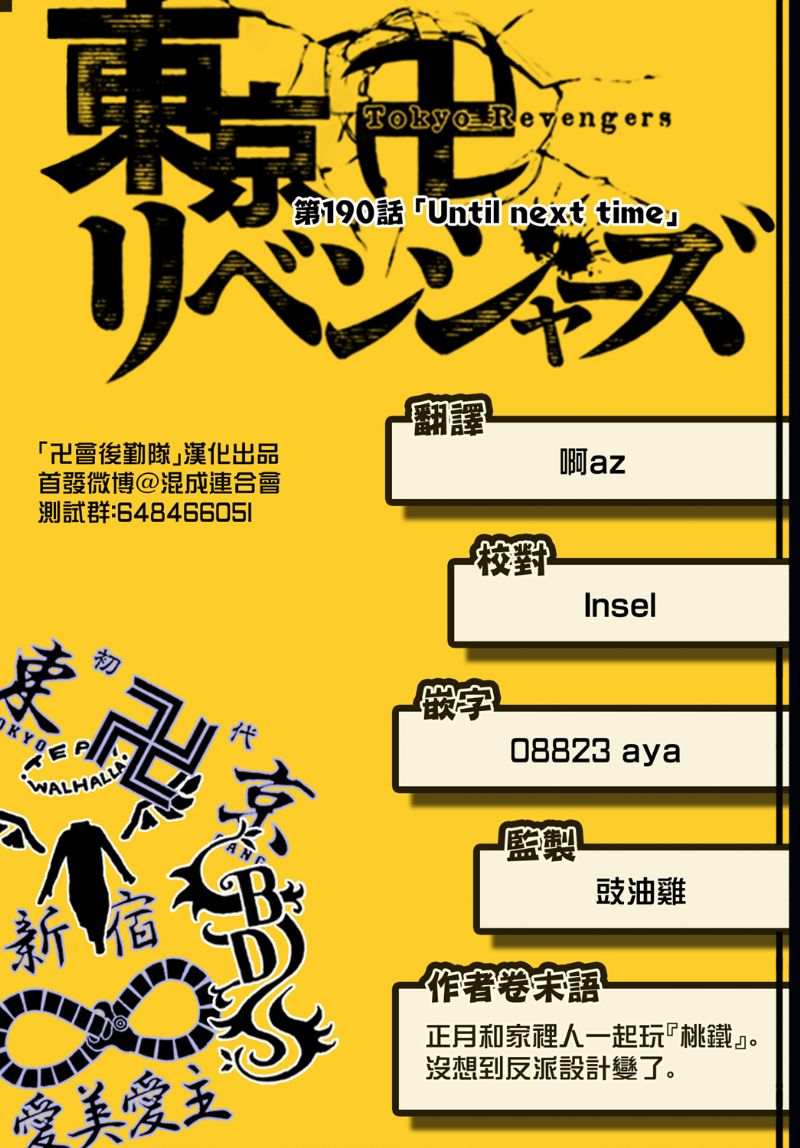 東京卍
Tokyo Revengers
第190話「Until next time」
リベンジャーズ
「卍會後勤隊」漢化出品
首發微博@混成連合會
測試群:648466051
翻譯
啊az
校對
Insel
嵌字
08823 aya
監製
豉油雞
作者卷末語
正月和家裡人一起玩『桃鐵』。
沒想到反派設計變了。
初
東 卍 代
TOKYO
京
WALHALLA
BDS
新宿
愛美愛主